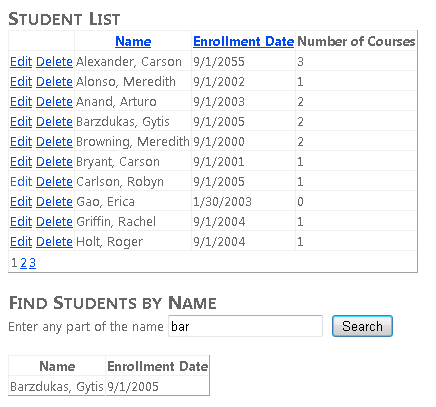 STUDENT LIST
Name Enrollment Date Number of Courses
Edit Delete Alexander, Carson 9/1/2055 3
Edit Delete Alonso, Meredith 9/1/2002 1
Edit Delete Anand, Arturo 9/1/2003 2
Edit Delete Barzdukas, Gytis 9/1/2005 2
Edit Delete Browning, Meredith 9/1/2000 2
Edit Delete Bryant, Carson 9/1/2001 1
Edit Delete Carlson, Robyn 9/1/2005 1
Edit Delete Gao, Erica 1/30/2003 0
Edit Delete Griffin, Rachel 9/1/2004 1
Edit Delete Holt, Roger 9/1/2004 1
1 2 3
FIND STUDENTS BY NAME
Enter any part of the name bar Search
Name Enrollment Date
Barzdukas, Gytis 9/1/2005